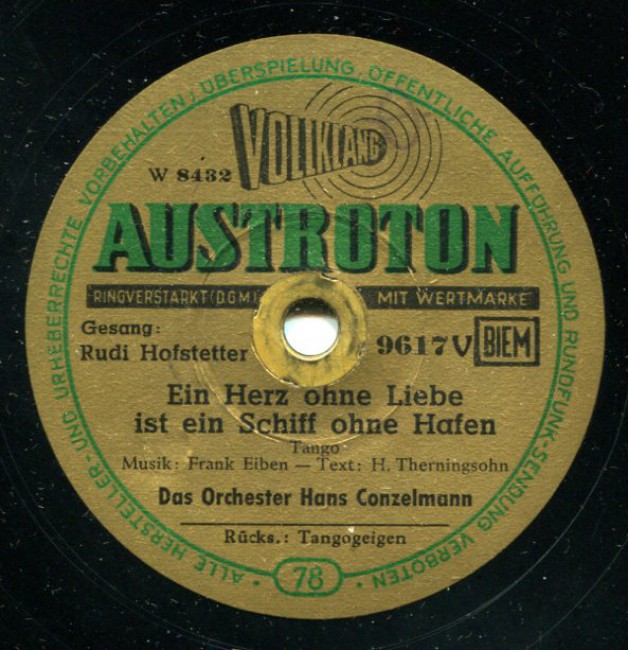 ALLE HERSTELLER- UND URHEBERRECHTE VORBEHALTEN; ÜBERSPIELUNG, ÖFFENTLICHE AUFFÜHRUNG UND RUNDFUNK-SENDUNG VERBOTEN
VOLLKLANG
W 8432
AUSTROTON
RINGVERSTÄRKT (D.G.M.) MIT WERTMARKE
Gesang:
Rudi Hofstetter
9617 V BIEM
Ein Herz ohne Liebe
ist ein Schiff ohne Hafen
Tango
Musik: Frank Eiben — Text: H. Therningsohn
Das Orchester Hans Conzelmann
Rücks.: Tangogeigen
78